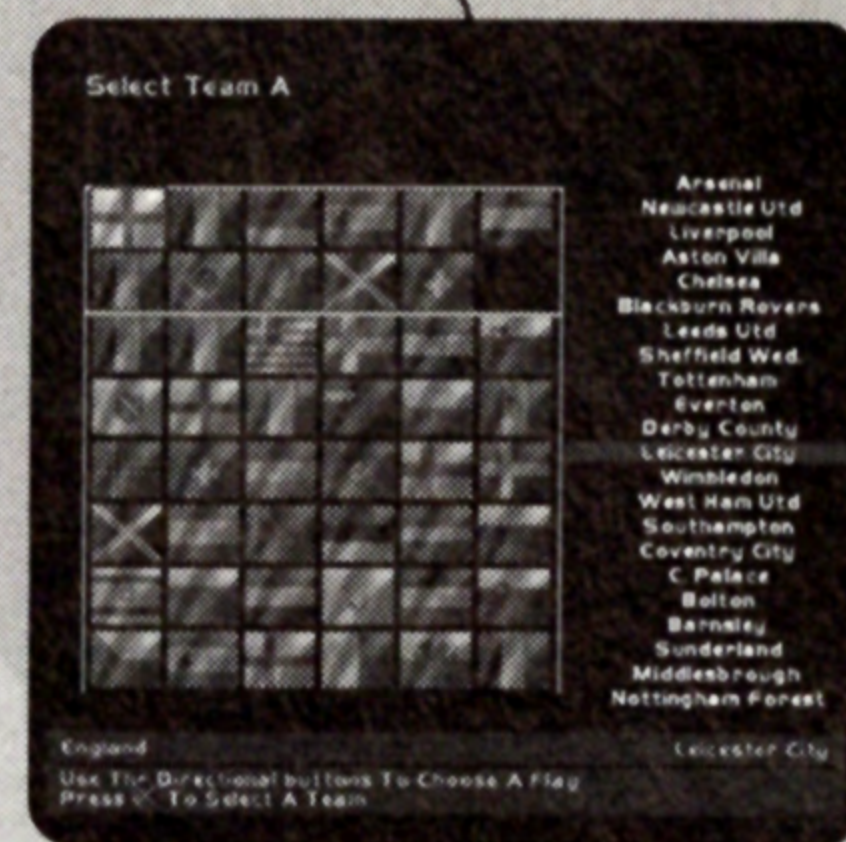 Select Team A
Arsenal
Newcastle Utd
Liverpool
Aston Villa
Chelsea
Blackburn Rovers
Leeds Utd
Sheffield Wed.
Tottenham
Everton
Derby County
Leicester City
Wimbledon
West Ham Utd
Southampton
Coventry City
C. Palace
Bolton
Barnsley
Sunderland
Middlesbrough
Nottingham Forest
England
Leicester City
Use The Directional buttons To Choose A Flag
Press X To Select A Team